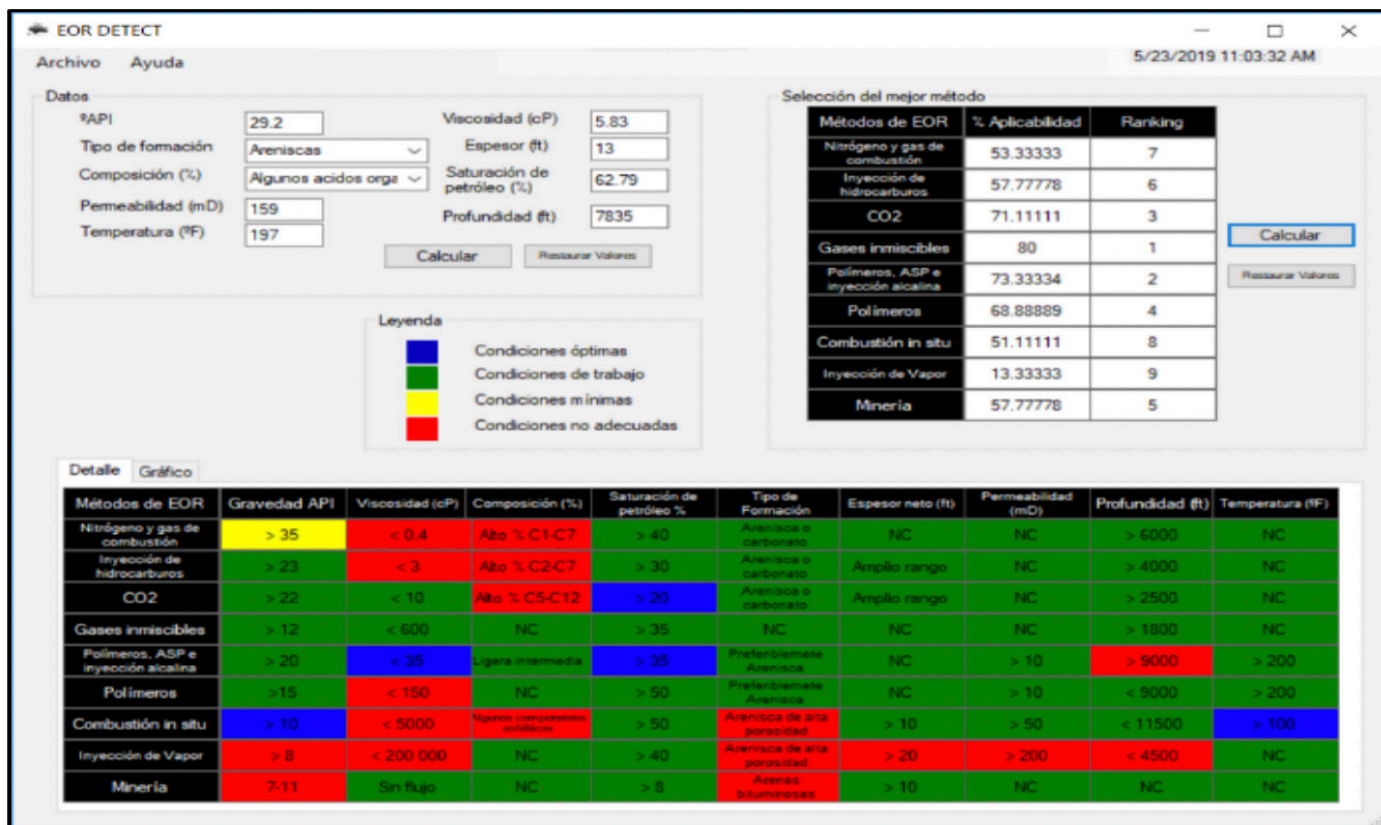 EOR DETECT
Archivo Ayuda
5/23/2019 11:03:32 AM
Datos
ºAPI 29.2
Tipo de formación Areniscas
Composición (%) Algunos acidos orga
Permeabilidad (mD) 159
Temperatura (ºF) 197
Viscosidad (cP) 5.83
Espesor (ft) 13
Saturación de
petróleo (%) 62.79
Profundidad (ft) 7835
Calcular Restaurar Valores
Leyenda
Condiciones óptimas
Condiciones de trabajo
Condiciones mínimas
Condiciones no adecuadas
Selección del mejor método
Métodos de EOR % Aplicabilidad Ranking
Nitrógeno y gas de
combustión 53.33333 7
Inyección de
hidrocarburos 57.77778 6
CO2 71.11111 3
Gases inmiscibles 80 1
Polímeros, ASP e
inyección alcalina 73.33334 2
Polímeros 68.88889 4
Combustión in situ 51.11111 8
Inyección de Vapor 13.33333 9
Minería 57.77778 5
Calcular
Restaurar Valores
Detalle Gráfico
Métodos de EOR Gravedad API Viscosidad (cP) Composición (%) Saturación de petróleo % Tipo de Formación Espesor neto (ft) Permeabilidad (mD) Profundidad (ft) Temperatura (ºF)
Nitrógeno y gas de combustión > 35 < 0.4 Alto % C1-C7 > 40 Arenisca o carbonato NC NC > 6000 NC
Inyección de hidrocarburos > 23 < 3 Alto % C2-C7 > 30 Arenisca o carbonato Amplio rango NC > 4000 NC
CO2 > 22 < 10 Alto % C5-C12 > 20 Arenisca o carbonato Amplio rango NC > 2500 NC
Gases inmiscibles > 12 < 600 NC > 35 NC NC NC > 1800 NC
Polímeros, ASP e inyección alcalina > 20 < 35 Ligera intermedia > 35 Preferiblemete Arenisca NC > 10 > 9000 > 200
Polímeros >15 < 150 NC > 50 Preferiblemete Arenisca NC > 10 < 9000 > 200
Combustión in situ > 10 < 5000 > 50 Arenisca de alta porosidad > 10 > 50 < 11500 > 100
Inyección de Vapor > 8 < 200 000 NC > 40 Arenisca de alta porosidad > 20 > 200 < 4500 NC
Minería 7-11 Sin flujo NC > 8 Arenas bituminosas > 10 NC NC NC